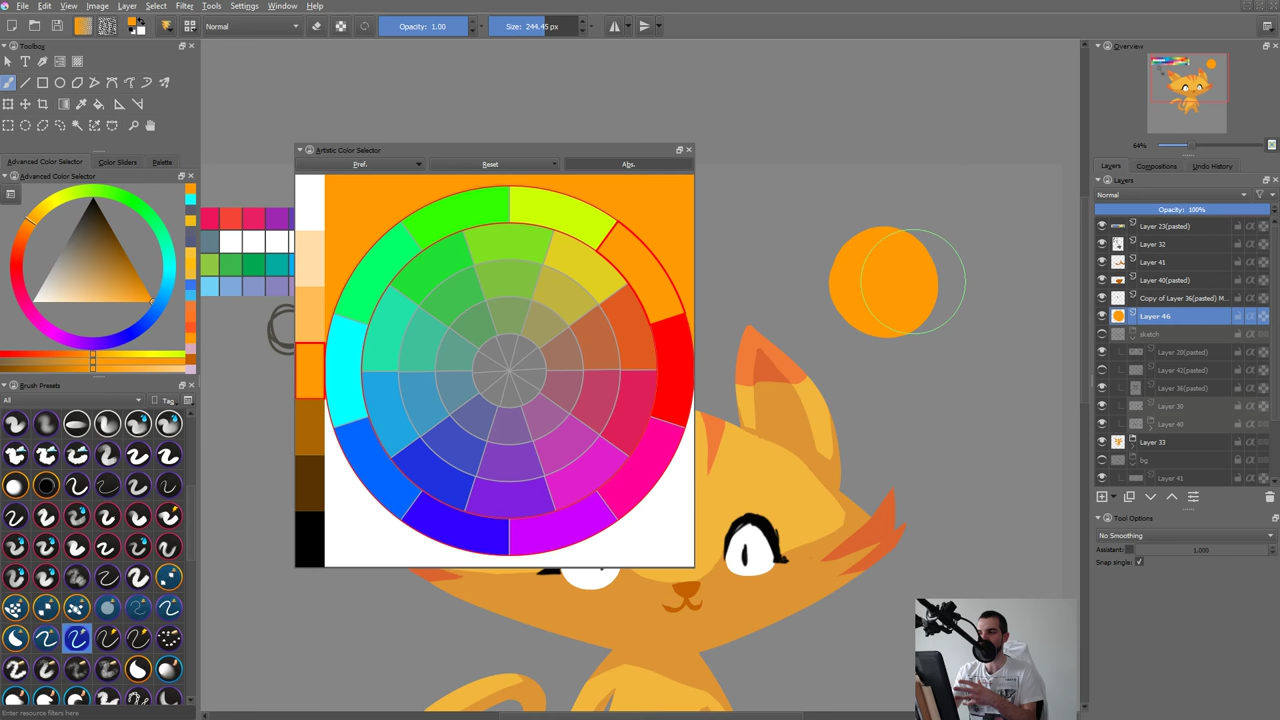 File Edit View Image Layer Select Filter Tools Settings Window Help
Normal Opacity: 1.00 Size: 244.45 px
Toolbox
Advanced Color Selector Color Sliders Palette
Advanced Color Selector
Brush Presets
All Tag
Enter resource filters here
Artistic Color Selector
Pref. Reset Abs.
Overview
64%
Layers Compositions Undo History
Layers
Normal
Opacity: 100%
Layer 23(pasted)
Layer 32
Layer 41
Layer 40(pasted)
Copy of Layer 36(pasted) M...
Layer 46
sketch
Layer 20(pasted)
Layer 42(pasted)
Layer 36(pasted)
Layer 30
Layer 40
Layer 33
bg
Layer 41
Tool Options
No Smoothing
Assistant: 1.000
Snap single: